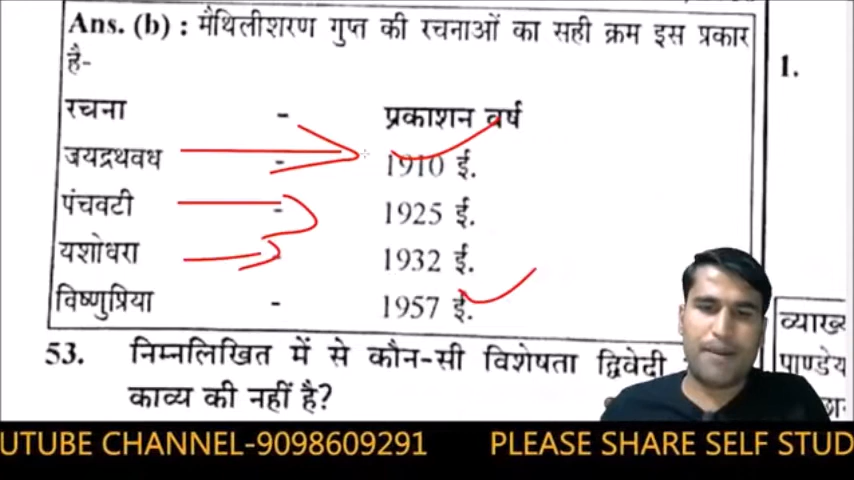 Ans. (b) : मैथिलीशरण गुप्त की रचनाओं का सही क्रम इस प्रकार
है-
रचना - प्रकाशन वर्ष
जयद्रथवध - 1910 ई.
पंचवटी - 1925 ई.
यशोधरा - 1932 ई.
विष्णुप्रिया - 1957 ई.
53. निम्नलिखित में से कौन-सी विशेषता द्विवेदी
काव्य की नहीं है?
1.
पाण्डेय
UTUBE CHANNEL-9098609291 PLEASE SHARE SELF STUD